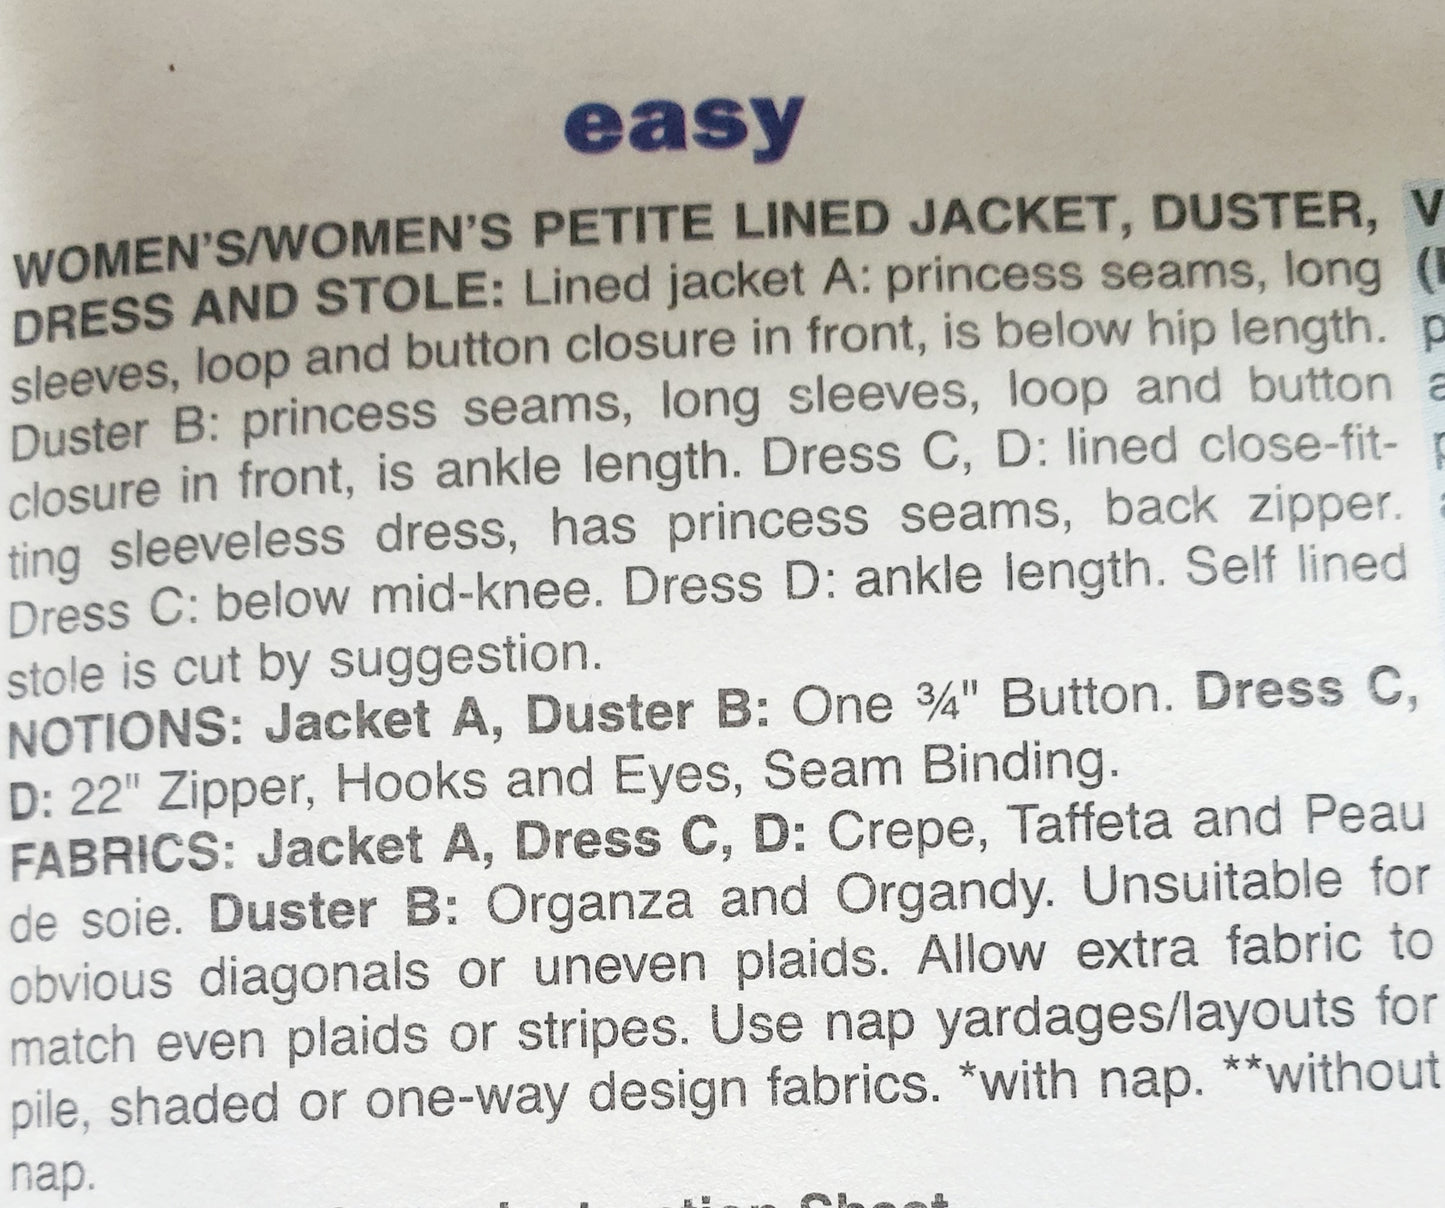 easy
WOMEN'S/WOMEN'S PETITE LINED JACKET, DUSTER,
DRESS AND STOLE: Lined jacket A: princess seams, long
sleeves, loop and button closure in front, is below hip length.
Duster B: princess seams, long sleeves, loop and button
closure in front, is ankle length. Dress C, D: lined close-fit-
ting sleeveless dress, has princess seams, back zipper.
Dress C: below mid-knee. Dress D: ankle length. Self lined
stole is cut by suggestion.
NOTIONS: Jacket A, Duster B: One ¾" Button. Dress C,
D: 22" Zipper, Hooks and Eyes, Seam Binding.
FABRICS: Jacket A, Dress C, D: Crepe, Taffeta and Peau
de soie. Duster B: Organza and Organdy. Unsuitable for
obvious diagonals or uneven plaids. Allow extra fabric to
match even plaids or stripes. Use nap yardages/layouts for
pile, shaded or one-way design fabrics. *with nap. **without
nap.